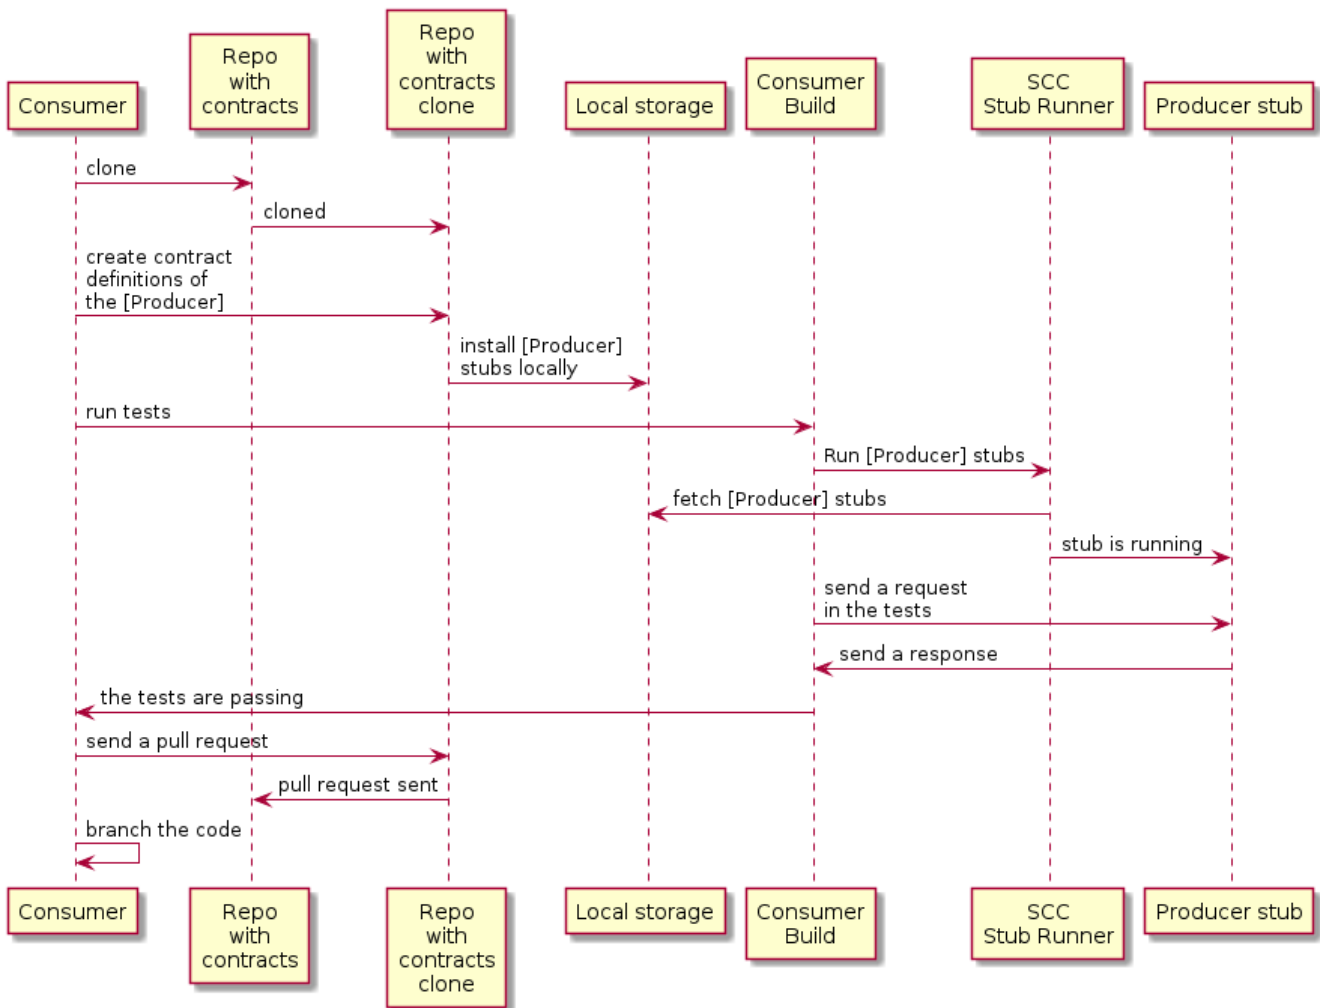 Consumer
Repo
with
contracts
Repo
with
contracts
clone
Local storage
Consumer
Build
SCC
Stub Runner
Producer stub
clone
cloned
create contract
definitions of
the [Producer]
install [Producer]
stubs locally
run tests
Run [Producer] stubs
fetch [Producer] stubs
stub is running
send a request
in the tests
send a response
the tests are passing
send a pull request
pull request sent
branch the code
Consumer
Repo
with
contracts
Repo
with
contracts
clone
Local storage
Consumer
Build
SCC
Stub Runner
Producer stub